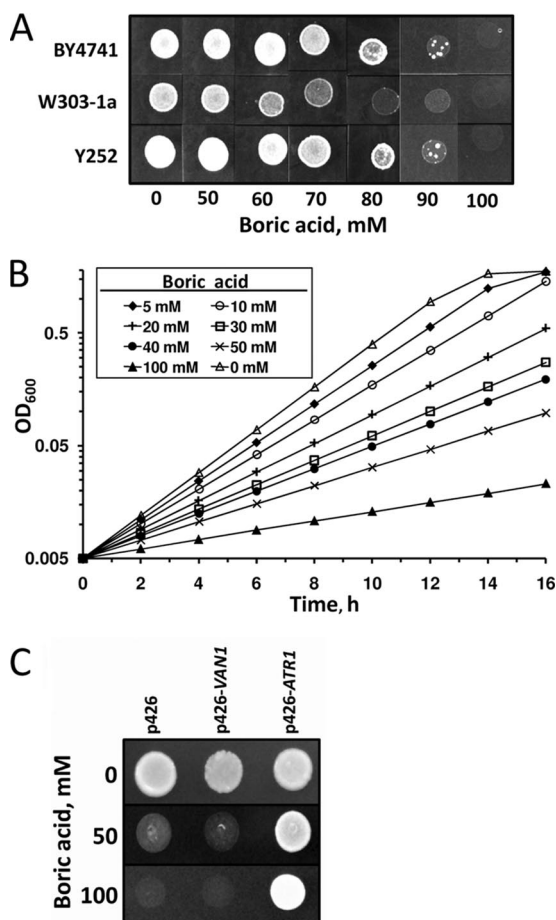 A
BY4741
W303-1a
Y252
0 50 60 70 80 90 100
Boric acid, mM
B
Boric acid
5 mM 10 mM
20 mM 30 mM
40 mM 50 mM
100 mM 0 mM
0.5
0.05
0.005
OD600
0 2 4 6 8 10 12 14 16
Time, h
C
p426
p426-VAN1
p426-ATR1
Boric acid, mM
0
50
100